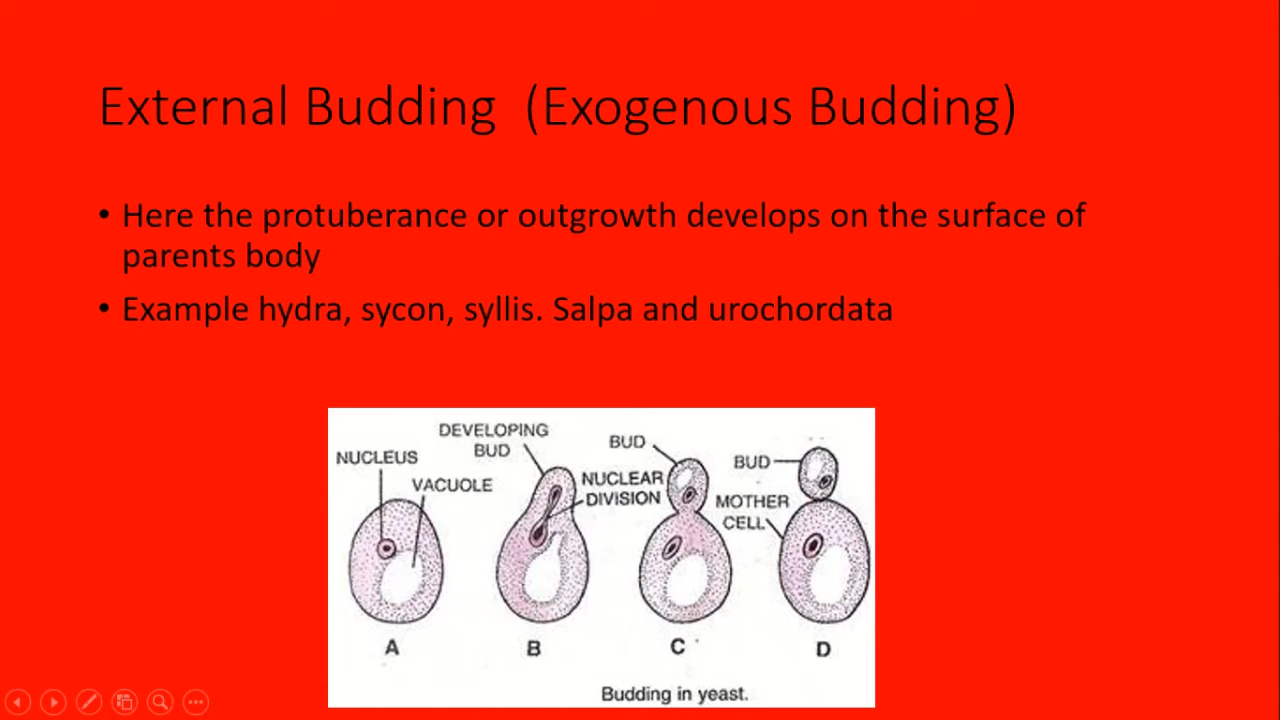 External Budding (Exogenous Budding)
• Here the protuberance or outgrowth develops on the surface of
parents body
• Example hydra, sycon, syllis. Salpa and urochordata
NUCLEUS
VACUOLE
DEVELOPING
BUD
NUCLEAR
DIVISION
BUD
BUD
MOTHER
CELL
A
B
C
D
Budding in yeast.